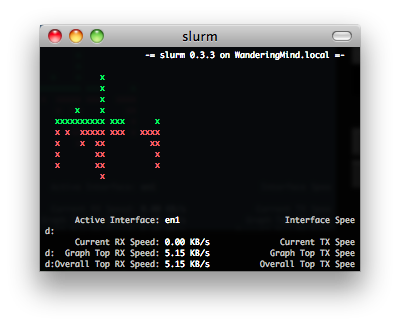 slurm
-= slurm 0.3.3 on WanderingMind.local =-
x
x
x
x x
xxxxxxxxxx xxx x
x x xxxxx xxx xxxx
x x xx xx
x xx x
x xx
x
Active Interface: en1 Interface Spee
d:
Current RX Speed: 0.00 KB/s Current TX Spee
d: Graph Top RX Speed: 5.15 KB/s Graph Top TX Spee
d:Overall Top RX Speed: 5.15 KB/s Overall Top TX Spee